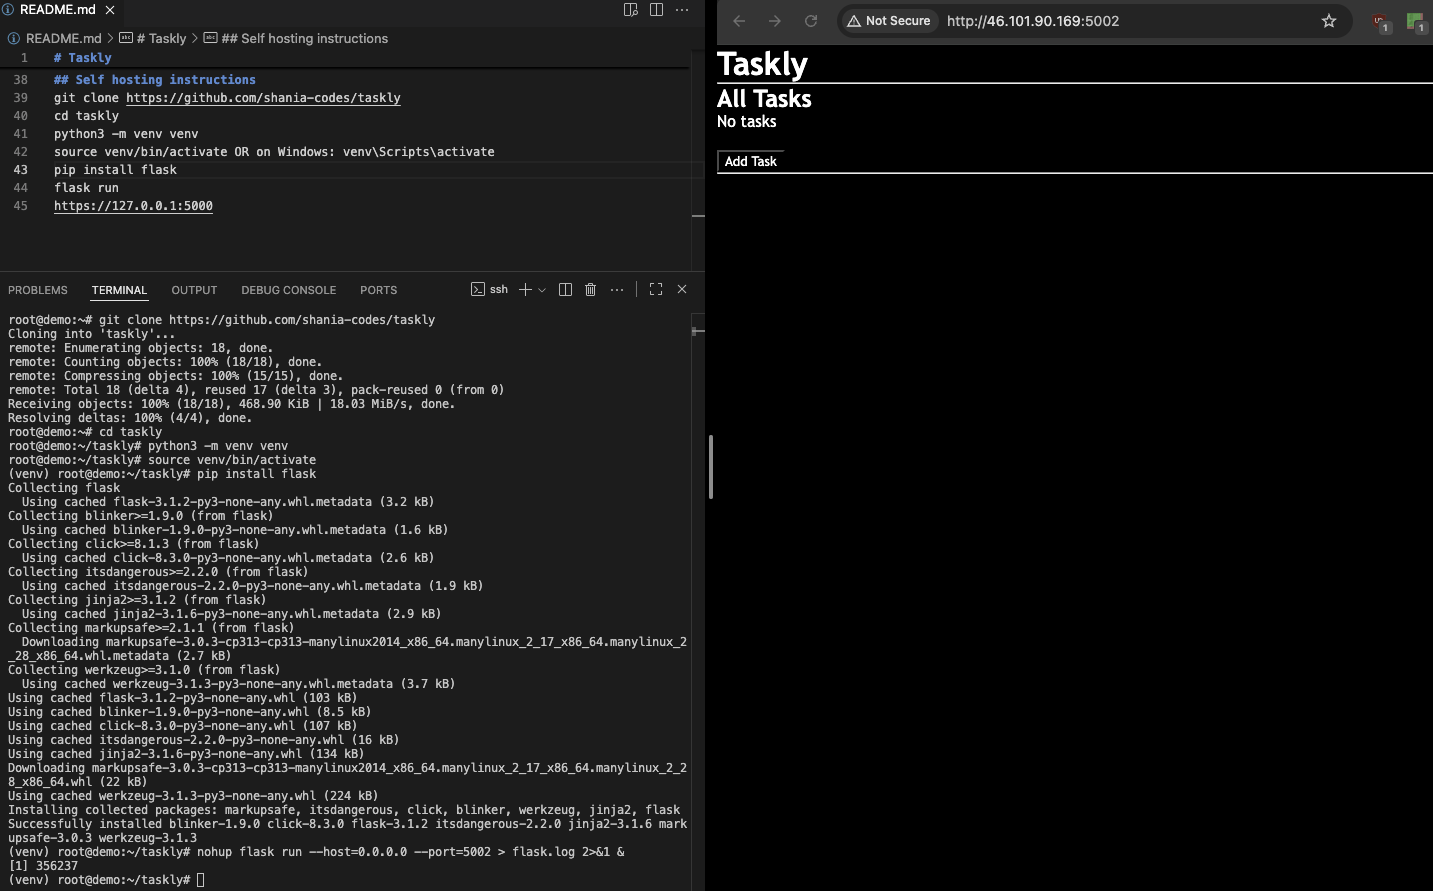 README.md
README.md > # Taskly > ## Self hosting instructions
1 # Taskly
38 ## Self hosting instructions
39 git clone https://github.com/shania-codes/taskly
40 cd taskly
41 python3 -m venv venv
42 source venv/bin/activate OR on Windows: venv\Scripts\activate
43 pip install flask
44 flask run
45 https://127.0.0.1:5000
PROBLEMS TERMINAL OUTPUT DEBUG CONSOLE PORTS ssh
root@demo:~# git clone https://github.com/shania-codes/taskly
Cloning into 'taskly'...
remote: Enumerating objects: 18, done.
remote: Counting objects: 100% (18/18), done.
remote: Compressing objects: 100% (15/15), done.
remote: Total 18 (delta 4), reused 17 (delta 3), pack-reused 0 (from 0)
Receiving objects: 100% (18/18), 468.90 KiB | 18.03 MiB/s, done.
Resolving deltas: 100% (4/4), done.
root@demo:~# cd taskly
root@demo:~/taskly# python3 -m venv venv
root@demo:~/taskly# source venv/bin/activate
(venv) root@demo:~/taskly# pip install flask
Collecting flask
  Using cached flask-3.1.2-py3-none-any.whl.metadata (3.2 kB)
Collecting blinker>=1.9.0 (from flask)
  Using cached blinker-1.9.0-py3-none-any.whl.metadata (1.6 kB)
Collecting click>=8.1.3 (from flask)
  Using cached click-8.3.0-py3-none-any.whl.metadata (2.6 kB)
Collecting itsdangerous>=2.2.0 (from flask)
  Using cached itsdangerous-2.2.0-py3-none-any.whl.metadata (1.9 kB)
Collecting jinja2>=3.1.2 (from flask)
  Using cached jinja2-3.1.6-py3-none-any.whl.metadata (2.9 kB)
Collecting markupsafe>=2.1.1 (from flask)
  Downloading markupsafe-3.0.3-cp313-cp313-manylinux2014_x86_64.manylinux_2_17_x86_64.manylinux_2
_28_x86_64.whl.metadata (2.7 kB)
Collecting werkzeug>=3.1.0 (from flask)
  Using cached werkzeug-3.1.3-py3-none-any.whl.metadata (3.7 kB)
Using cached flask-3.1.2-py3-none-any.whl (103 kB)
Using cached blinker-1.9.0-py3-none-any.whl (8.5 kB)
Using cached click-8.3.0-py3-none-any.whl (107 kB)
Using cached itsdangerous-2.2.0-py3-none-any.whl (16 kB)
Using cached jinja2-3.1.6-py3-none-any.whl (134 kB)
Downloading markupsafe-3.0.3-cp313-cp313-manylinux2014_x86_64.manylinux_2_17_x86_64.manylinux_2_2
8_x86_64.whl (22 kB)
Using cached werkzeug-3.1.3-py3-none-any.whl (224 kB)
Installing collected packages: markupsafe, itsdangerous, click, blinker, werkzeug, jinja2, flask
Successfully installed blinker-1.9.0 click-8.3.0 flask-3.1.2 itsdangerous-2.2.0 jinja2-3.1.6 mark
upsafe-3.0.3 werkzeug-3.1.3
(venv) root@demo:~/taskly# nohup flask run --host=0.0.0.0 --port=5002 > flask.log 2>&1 &
[1] 356237
(venv) root@demo:~/taskly#
Not Secure http://46.101.90.169:5002 1 1
Taskly
All Tasks
No tasks
Add Task